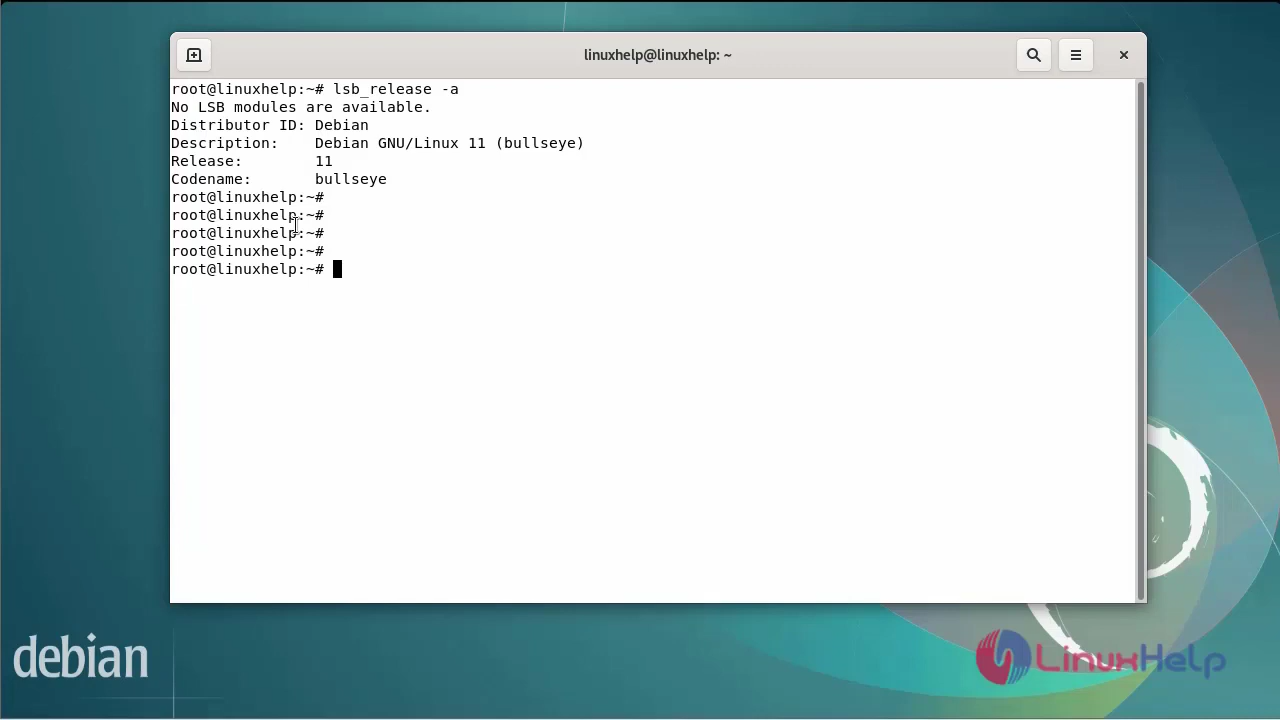 linuxhelp@linuxhelp: ~
root@linuxhelp:~# lsb_release -a
No LSB modules are available.
Distributor ID: Debian
Description:    Debian GNU/Linux 11 (bullseye)
Release:        11
Codename:       bullseye
root@linuxhelp:~#
root@linuxhelp:~#
root@linuxhelp:~#
root@linuxhelp:~#
root@linuxhelp:~#
debian
LinuxHelp